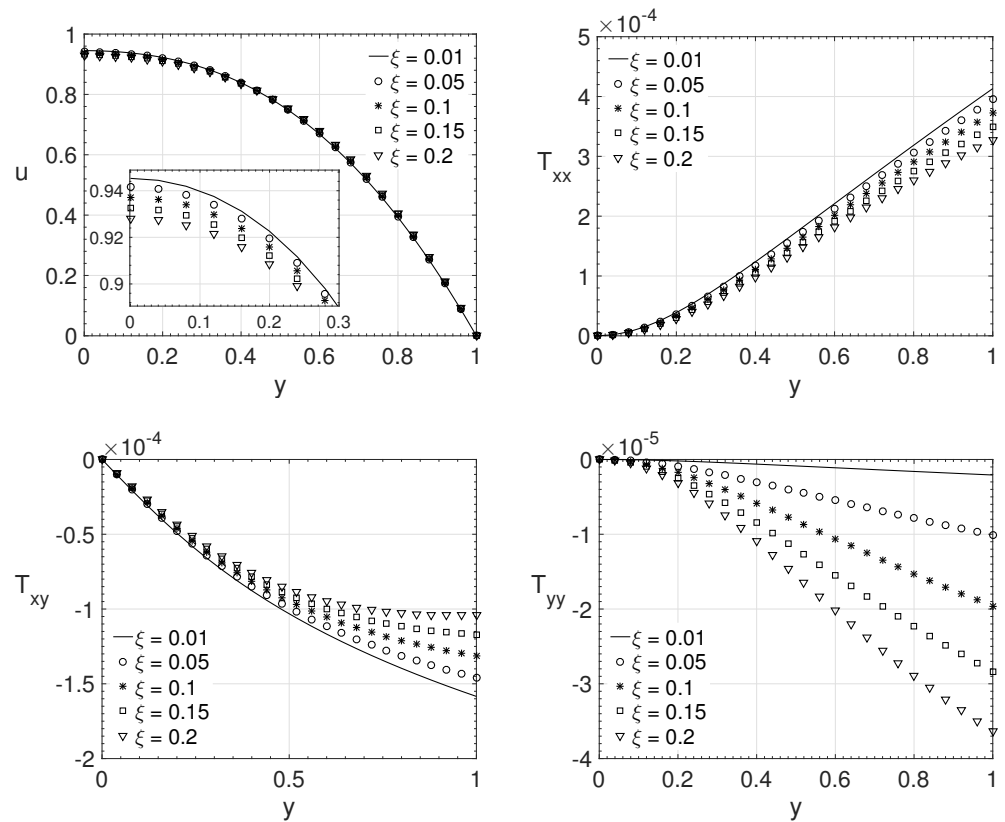 1
0.8
0.6
0.4
0.2
0
u
0 0.2 0.4 0.6 0.8 1
y
ξ = 0.01
ξ = 0.05
ξ = 0.1
ξ = 0.15
ξ = 0.2
0.94
0.92
0.9
0 0.1 0.2 0.3
×10⁻⁴
5
4
3
2
1
0
Txx
0 0.2 0.4 0.6 0.8 1
y
ξ = 0.01
ξ = 0.05
ξ = 0.1
ξ = 0.15
ξ = 0.2
×10⁻⁴
0
-0.5
-1
-1.5
-2
Txy
0 0.5 1
y
ξ = 0.01
ξ = 0.05
ξ = 0.1
ξ = 0.15
ξ = 0.2
×10⁻⁵
0
-1
-2
-3
-4
Tyy
0 0.2 0.4 0.6 0.8 1
y
ξ = 0.01
ξ = 0.05
ξ = 0.1
ξ = 0.15
ξ = 0.2